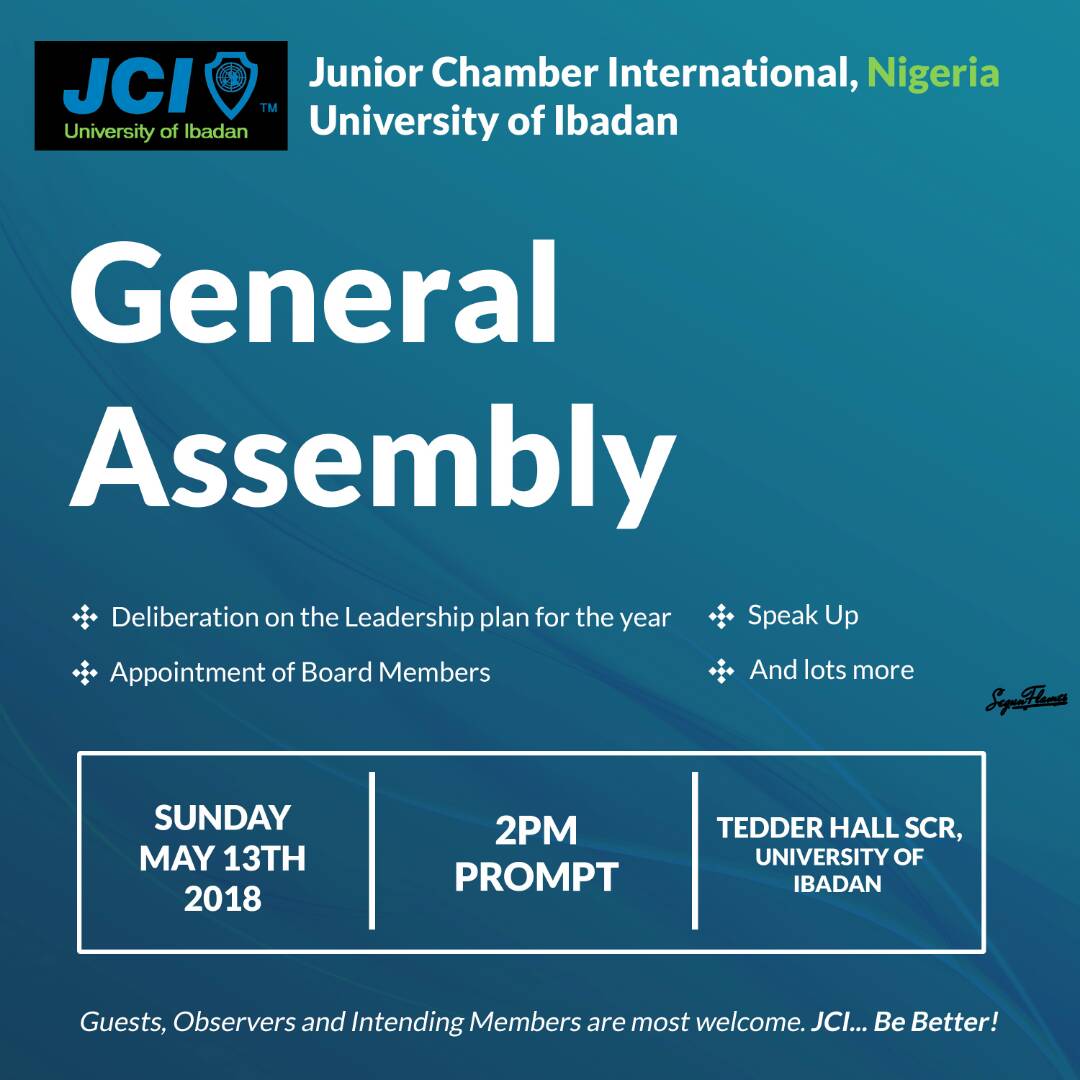 JCI
TM
University of Ibadan
Junior Chamber International, Nigeria
University of Ibadan
General
Assembly
Deliberation on the Leadership plan for the year
Appointment of Board Members
Speak Up
And lots more
Segun Flames
SUNDAY
MAY 13TH
2018
2PM
PROMPT
TEDDER HALL SCR,
UNIVERSITY OF
IBADAN
Guests, Observers and Intending Members are most welcome. JCI... Be Better!